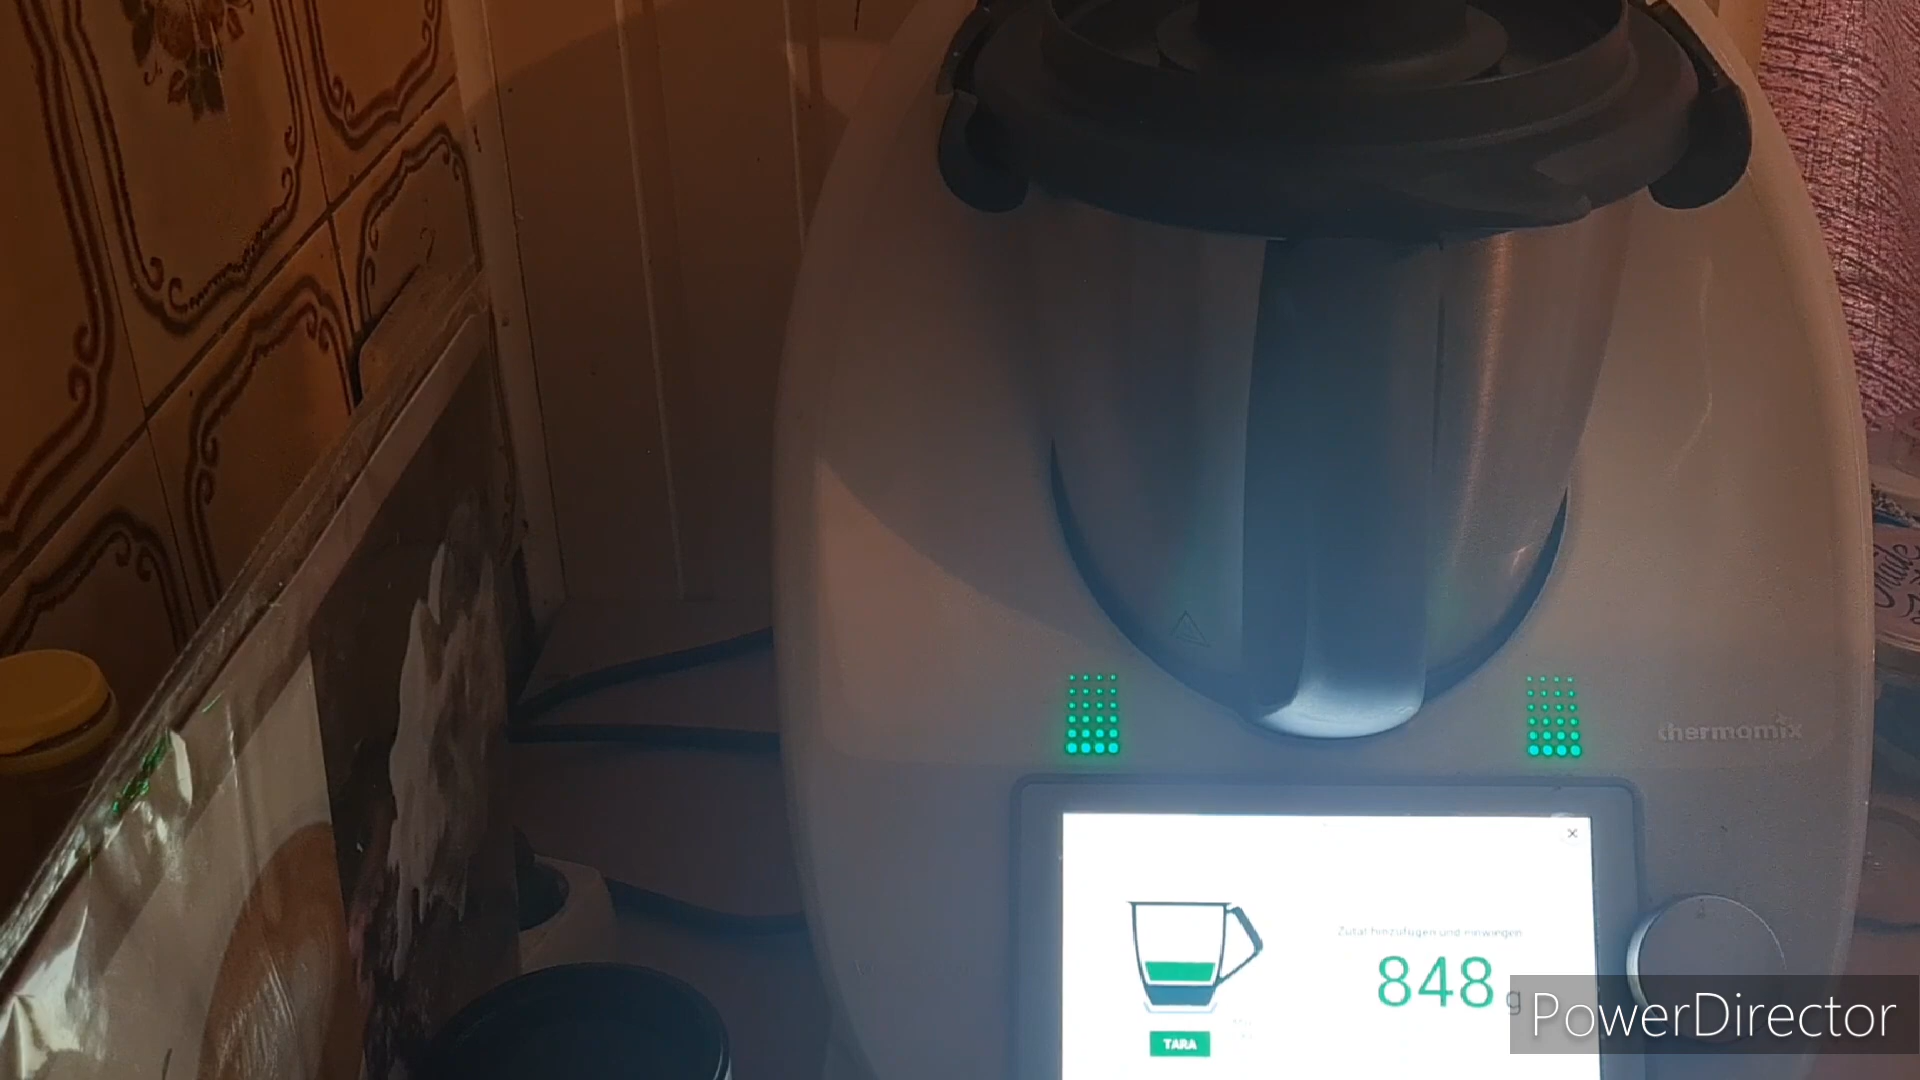 thermomix
Zutat hinzufügen und einwiegen
848 g
TARA
PowerDirector